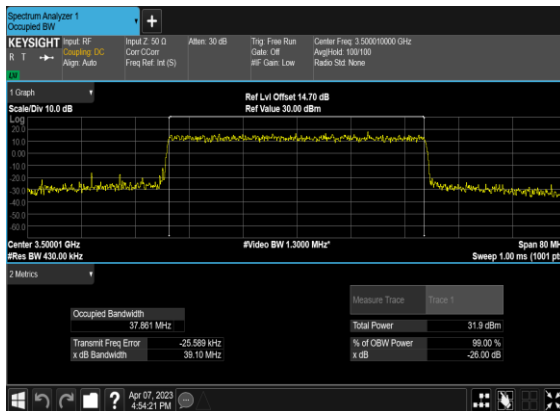 Spectrum Analyzer 1
Occupied BW
KEYSIGHT
R T
Input: RF
Coupling: DC
Align: Auto
Input Z: 50 Ω
Corr CCorr
Freq Ref: Int (S)
Atten: 30 dB
Trig: Free Run
Gate: Off
#IF Gain: Low
Center Freq: 3.500010000 GHz
Avg|Hold: 100/100
Radio Std: None
1 Graph
Scale/Div 10.0 dB
Ref Lvl Offset 14.70 dB
Ref Value 30.00 dBm
Log
20.0
10.0
0.00
-10.0
-20.0
-30.0
-40.0
-50.0
-60.0
Center 3.50001 GHz
#Res BW 430.00 kHz
#Video BW 1.3000 MHz*
Span 80 MH
Sweep 1.00 ms (1001 pts
2 Metrics
Measure Trace
Trace 1
Occupied Bandwidth
37.861 MHz
Total Power
31.9 dBm
Transmit Freq Error
-25.589 kHz
% of OBW Power
99.00 %
x dB Bandwidth
39.10 MHz
x dB
-26.00 dB
Apr 07, 2023
4:54:21 PM